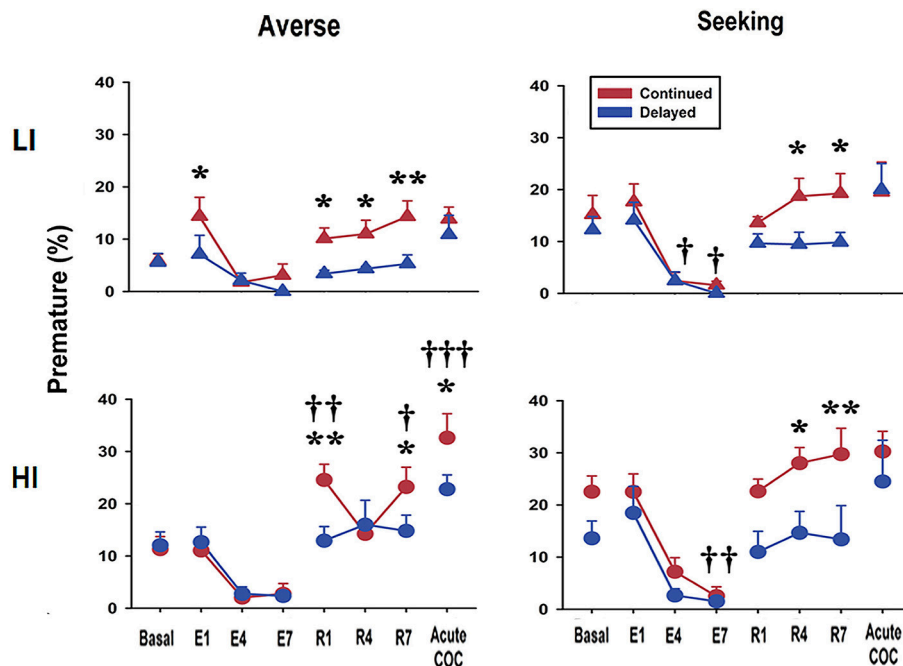 Averse
Seeking
LI
HI
Premature (%)
40
30
20
10
0
*
*
*
**
40
30
20
10
0
Continued
Delayed
†
†
*
*
40
30
20
10
0
††
**
†
*
†††
*
Basal
E1
E4
E7
R1
R4
R7
Acute
COC
40
30
20
10
0
††
*
**
Basal
E1
E4
E7
R1
R4
R7
Acute
COC